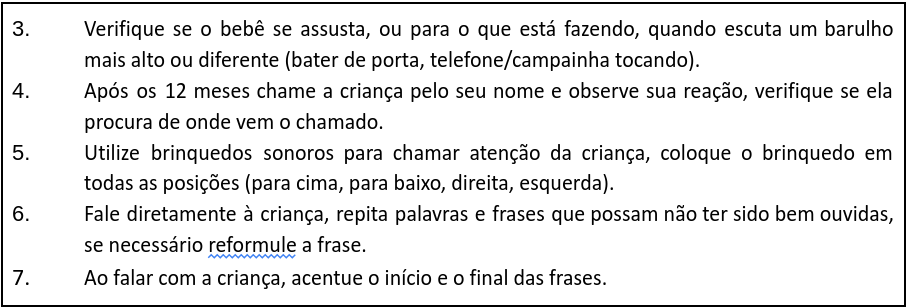 3. Verifique se o bebê se assusta, ou para o que está fazendo, quando escuta um barulho
mais alto ou diferente (bater de porta, telefone/campainha tocando).
4. Após os 12 meses chame a criança pelo seu nome e observe sua reação, verifique se ela
procura de onde vem o chamado.
5. Utilize brinquedos sonoros para chamar atenção da criança, coloque o brinquedo em
todas as posições (para cima, para baixo, direita, esquerda).
6. Fale diretamente à criança, repita palavras e frases que possam não ter sido bem ouvidas,
se necessário reformule a frase.
7. Ao falar com a criança, acentue o início e o final das frases.